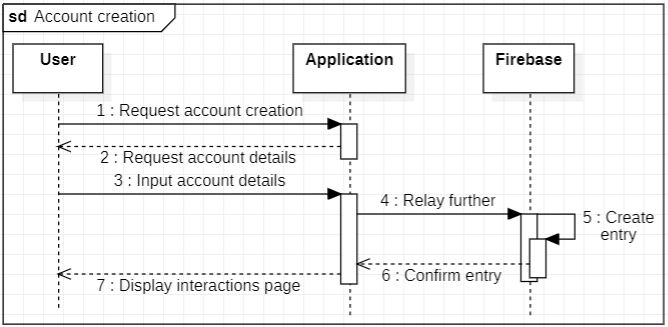 sd Account creation
User
Application
Firebase
1 : Request account creation
2 : Request account details
3 : Input account details
4 : Relay further
5 : Create
entry
6 : Confirm entry
7 : Display interactions page